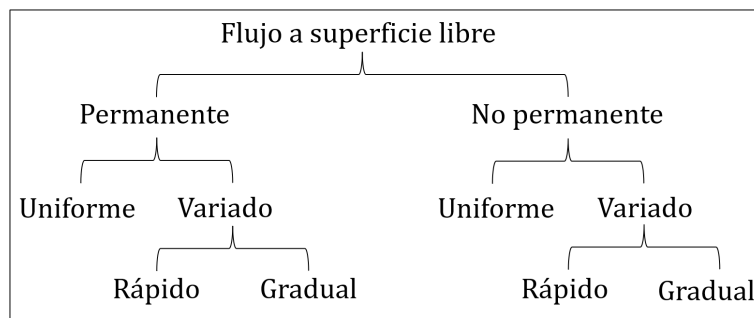 Flujo a superficie libre
Permanente No permanente
Uniforme Variado Uniforme Variado
Rápido Gradual Rápido Gradual